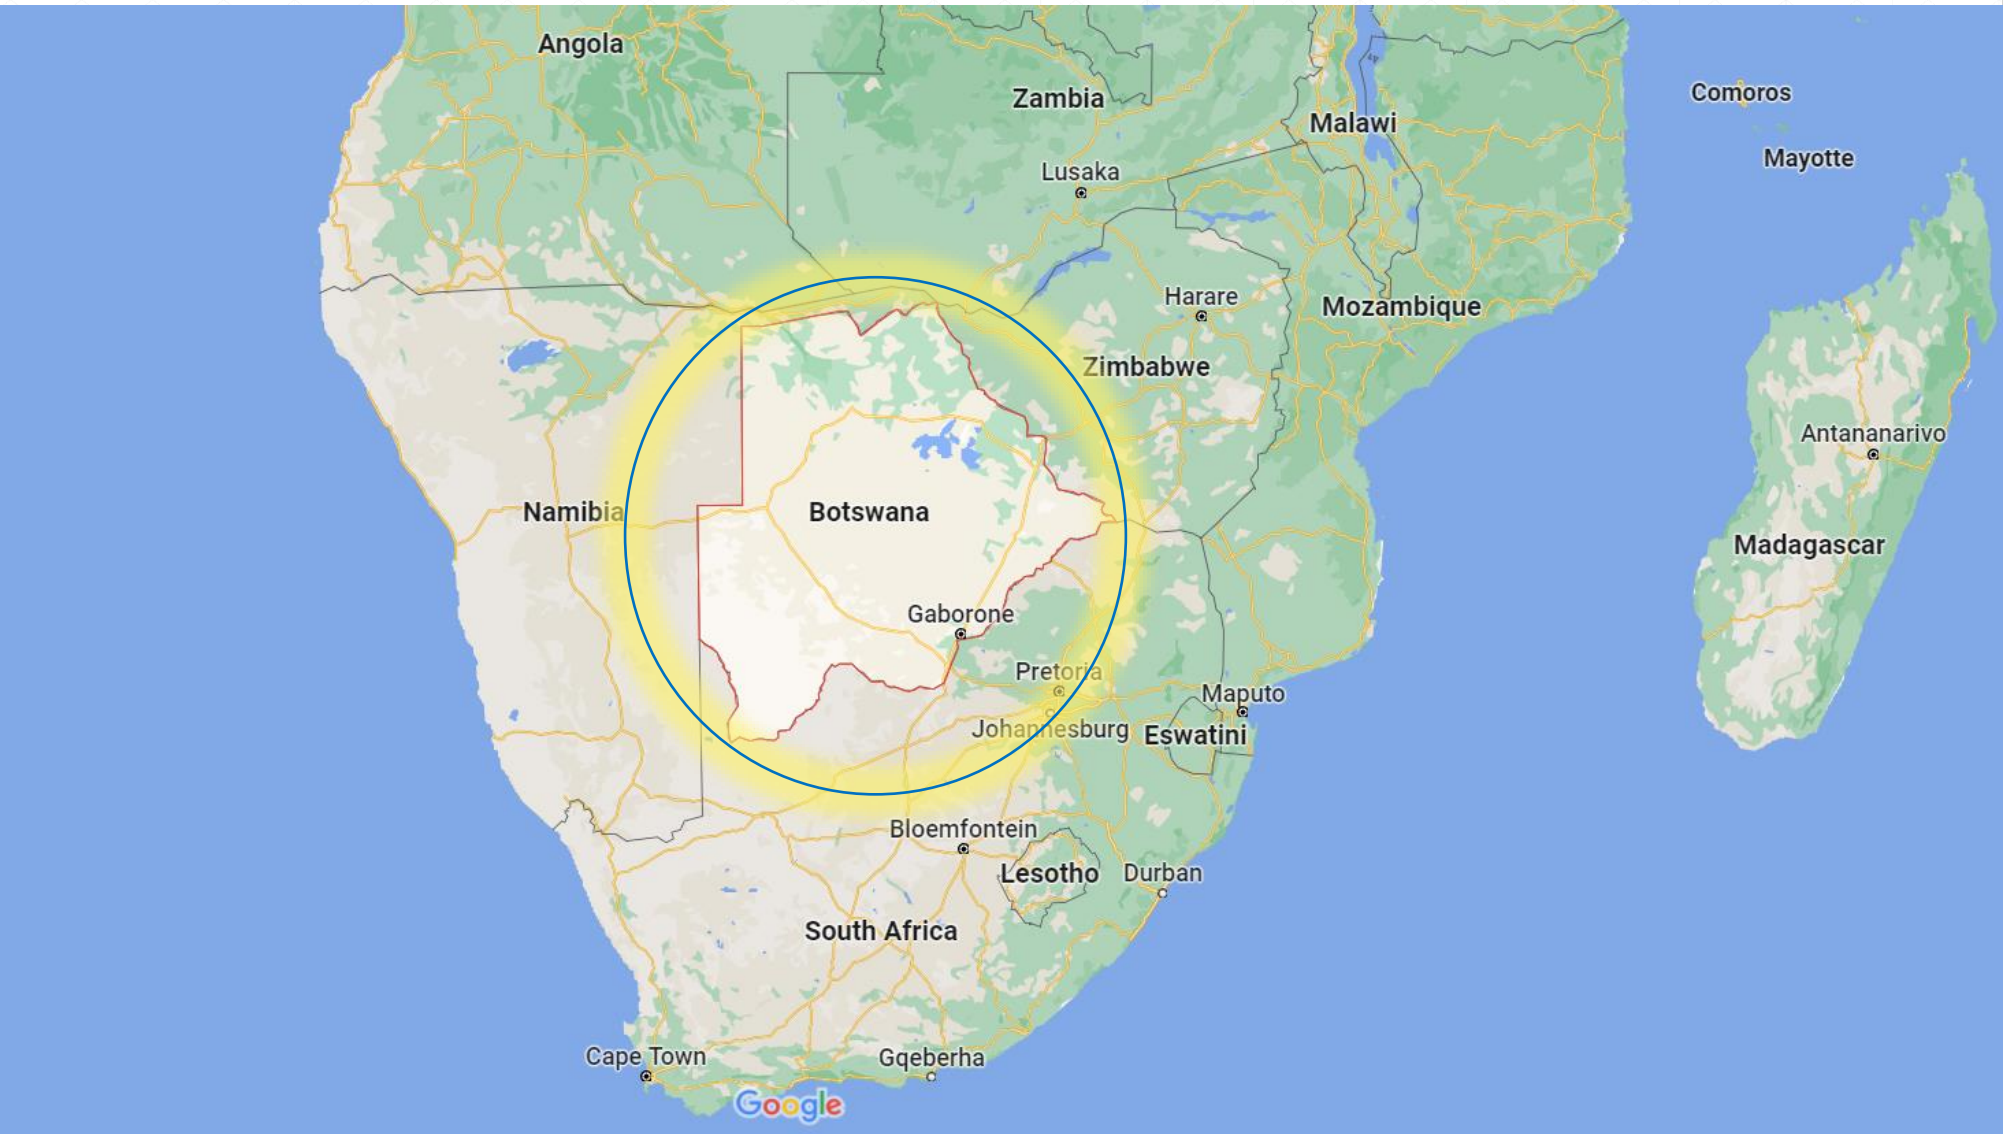 Angola
Zambia
Comoros
Malawi
Mayotte
Lusaka
Harare
Mozambique
Zimbabwe
Antananarivo
Namibia
Botswana
Madagascar
Gaborone
Pretoria
Maputo
Johannesburg
Eswatini
Bloemfontein
Lesotho
Durban
South Africa
Cape Town
Gqeberha
Google